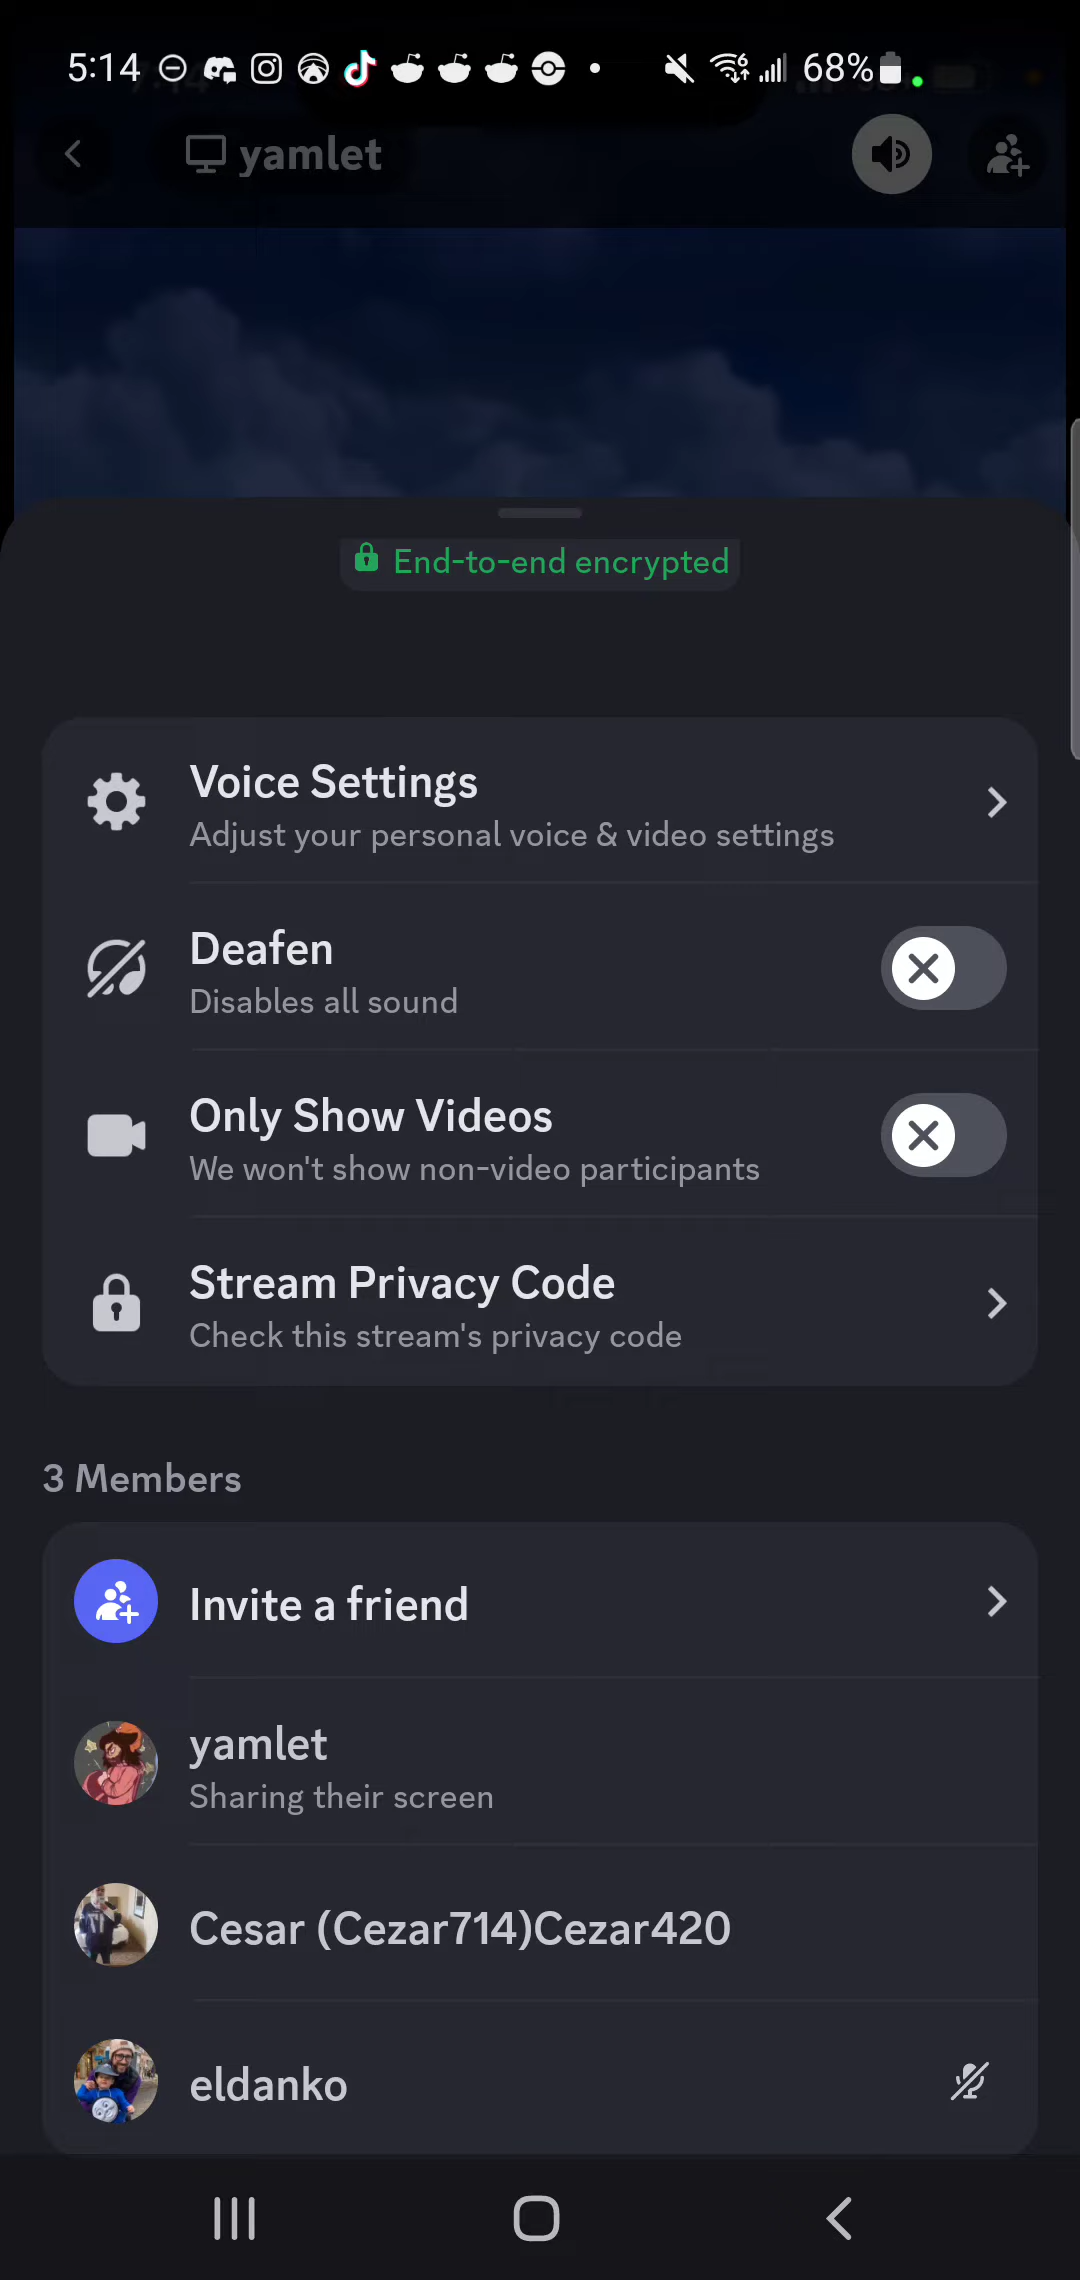 5:14
68%
yamlet
End-to-end encrypted
Voice Settings
Adjust your personal voice & video settings
Deafen
Disables all sound
Only Show Videos
We won't show non-video participants
Stream Privacy Code
Check this stream's privacy code
3 Members
Invite a friend
yamlet
Sharing their screen
Cesar (Cezar714)Cezar420
eldanko